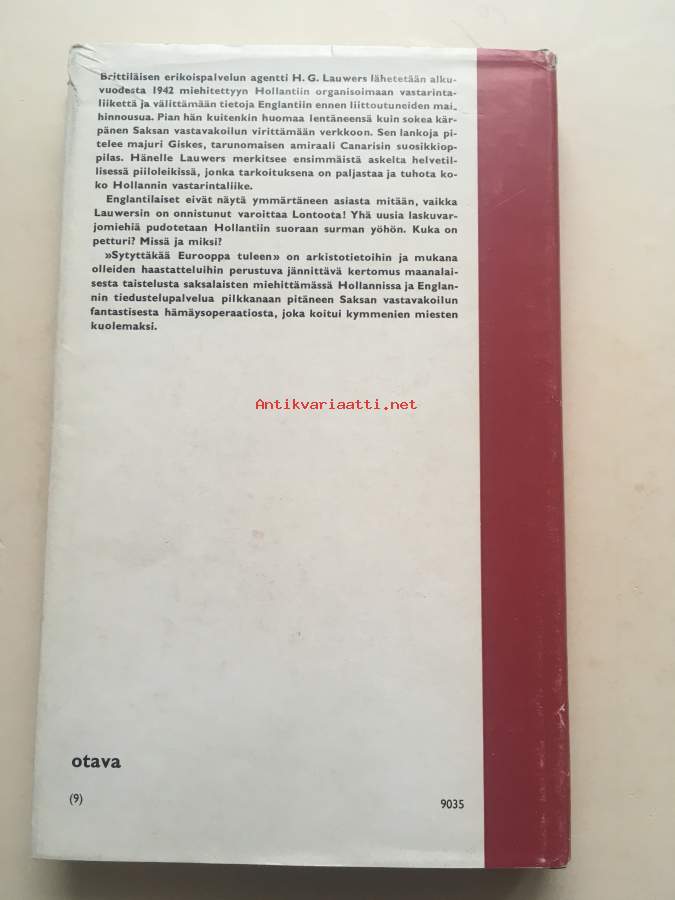 Brittiläisen erikoispalvelun agentti H. G. Lauwers lähetetään alku-
vuodesta 1942 miehitettyyn Hollantiin organisoimaan vastarinta-
liikettä ja välittämään tietoja Englantiin ennen liittoutuneiden mai-
hinnousua. Pian hän kuitenkin huomaa lentäneensä kuin sokea kär-
pänen Saksan vastavakoilun virittämään verkkoon. Sen lankoja pi-
telee majuri Giskes, tarunomaisen amiraali Canarisin suosikkiop-
pilas. Hänelle Lauwers merkitsee ensimmäistä askelta helvetil-
lisessä piiloleikissä, jonka tarkoituksena on paljastaa ja tuhota ko-
ko Hollannin vastarintaliike.
Englantilaiset eivät näytä ymmärtäneen asiasta mitään, vaikka
Lauwersin on onnistunut varoittaa Lontoota! Yhä uusia laskuvar-
jomiehiä pudotetaan Hollantiin suoraan surman yöhön. Kuka on
petturi? Missä ja miksi?
»Sytyttäkää Eurooppa tuleen» on arkistotietoihin ja mukana
olleiden haastatteluihin perustuva jännittävä kertomus maanalai-
sesta taistelusta saksalaisten miehittämässä Hollannissa ja Englan-
nin tiedustelupalvelua pilkkanaan pitäneen Saksan vastavakoilun
fantastisesta hämäysoperaatiosta, joka koitui kymmenien miesten
kuolemaksi.
Antikvariaatti.net
otava
(9) 9035